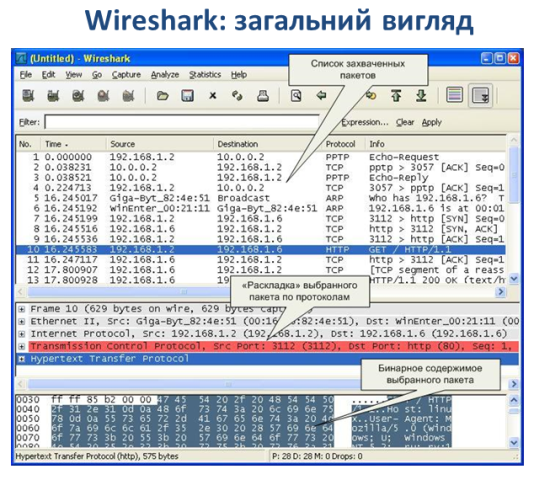 Wireshark: загальний вигляд
(Untitled) - Wireshark
File Edit View Go Capture Analyze Statistics Help
Список захваченных
пакетов
Filter: Expression... Clear Apply
No. Time Source Destination Protocol Info
1 0.000000 192.168.1.2 10.0.0.2 PPTP Echo-Request
2 0.038231 10.0.0.2 192.168.1.2 TCP pptp > 3057 [ACK] Seq=0
3 0.038521 10.0.0.2 192.168.1.2 PPTP Echo-Reply
4 0.224713 192.168.1.2 10.0.0.2 TCP 3057 > pptp [ACK] Seq=1
5 16.245017 Giga-Byt_82:4e:51 Broadcast ARP Who has 192.168.1.6? T
6 16.245192 WinEnter_00:21:11 Giga-Byt_82:4e:51 ARP 192.168.1.6 is at 00:01
7 16.245199 192.168.1.2 192.168.1.6 TCP 3112 > http [SYN] Seq=0
8 16.245516 192.168.1.6 192.168.1.2 TCP http > 3112 [SYN, ACK]
9 16.245536 192.168.1.2 192.168.1.6 TCP 3112 > http [ACK] Seq=1
10 16.245583 192.168.1.2 192.168.1.6 HTTP GET / HTTP/1.1
11 16.247117 192.168.1.6 TCP http > 3112 [ACK] Seq=1
12 17.800907 192.168.1.6 TCP [TCP segment of a reass
13 17.800928 192.168.1.6 HTTP/1.1 200 OK (text/h
«Раскладка» выбранного
пакета по протоколам
Frame 10 (629 bytes on wire, 629 bytes captured)
Ethernet II, Src: Giga-Byt_82:4e:51 (00:16 82:4e:51), Dst: WinEnter_00:21:11 (00
Internet Protocol, Src: 192.168.1.2 (192.168.1.2), Dst: 192.168.1.6 (192.168.1.6)
Transmission Control Protocol, Src Port: 3112 (3112), Dst Port: http (80), Seq: 1,
Hypertext Transfer Protocol
Бинарное содержимое
выбранного пакета
0030 ff ff 85 b2 00 00 47 45 54 20 2f 20 48 54 54 50 / HTTP
0040 2f 31 2e 31 0d 0a 48 6f 73 74 3a 20 6c 69 6e 75 st: linu
0050 78 0d 0a 55 73 65 72 2d 41 67 65 6e 74 3a 20 4d x..User- Agent: M
0060 6f 7a 69 6c 6c 61 2f 35 2e 30 20 28 57 69 6e 64 ozilla/5 .0 (Wind
0070 6f 77 73 3b 20 55 3b 20 57 69 6e 64 6f 77 73 20 ows; U; Windows
Hypertext Transfer Protocol (http), 575 bytes P: 28 D: 28 M: 0 Drops: 0